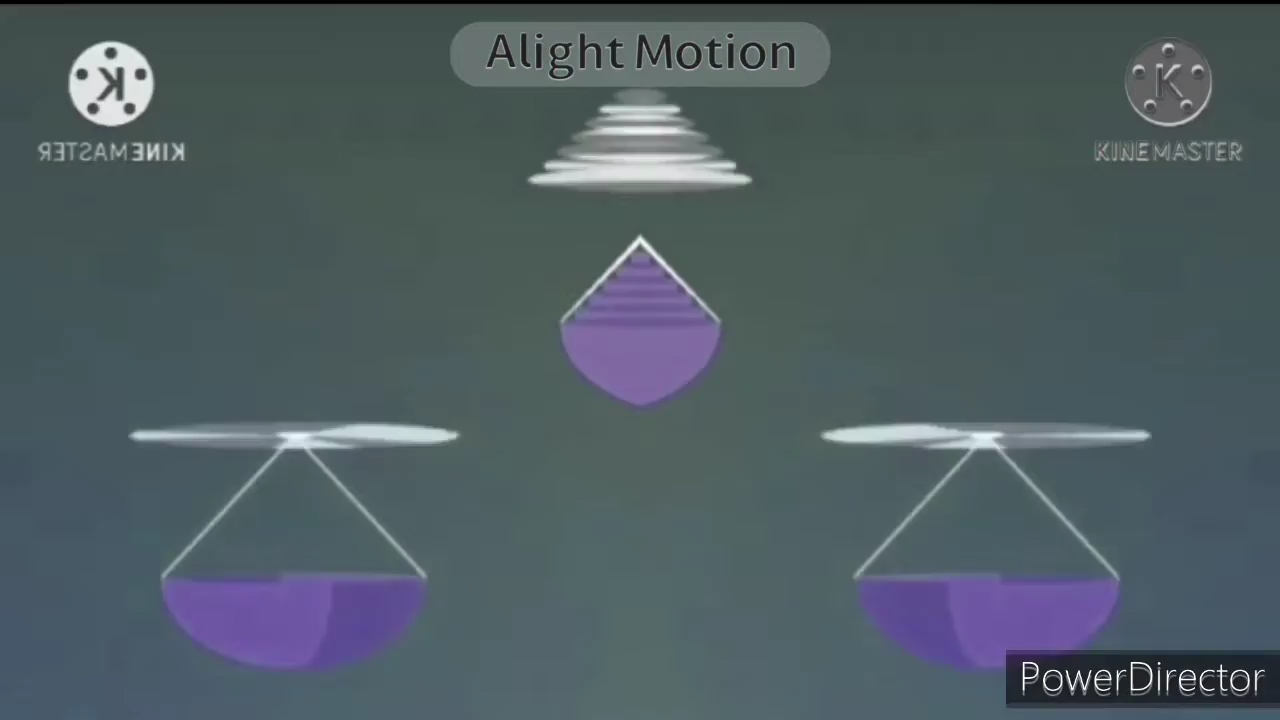 Alight Motion
K
KINEMASTER
K
KINEMASTER
PowerDirector